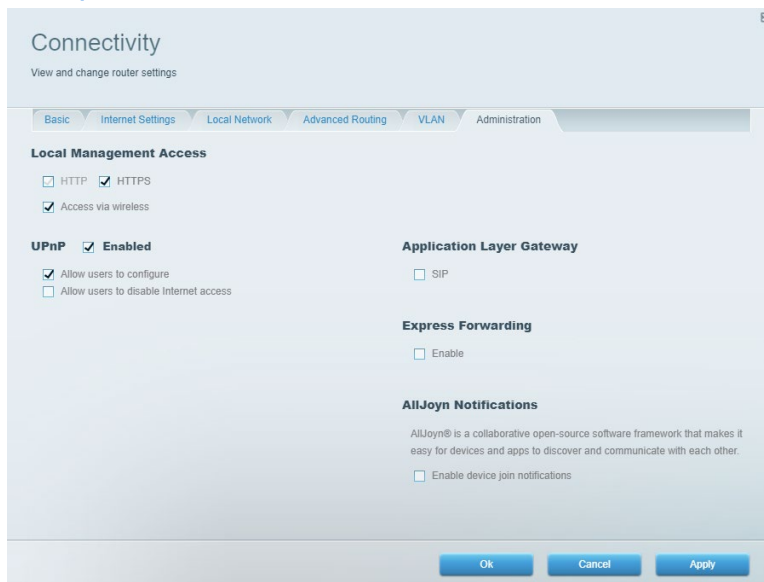 Connectivity
View and change router settings
Basic
Internet Settings
Local Network
Advanced Routing
VLAN
Administration
Local Management Access
HTTP
HTTPS
Access via wireless
UPnP
Enabled
Allow users to configure
Allow users to disable Internet access
Application Layer Gateway
SIP
Express Forwarding
Enable
AllJoyn Notifications
AllJoyn® is a collaborative open-source software framework that makes it
easy for devices and apps to discover and communicate with each other.
Enable device join notifications
Ok
Cancel
Apply